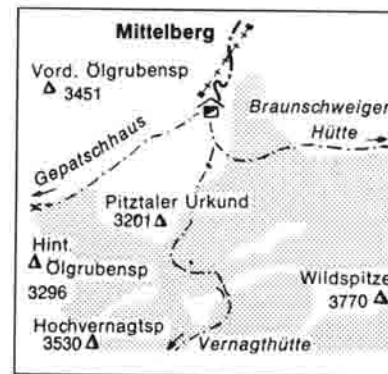 Mittelberg
Vord. Ölgrubensp
3451
Braunschweiger
Hütte
Gepatschhaus
Pitztaler Urkund
3201
Hint.
Ölgrubensp
3296
Wildspitze
3770
Hochvernagtsp
3530
Vernagthütte